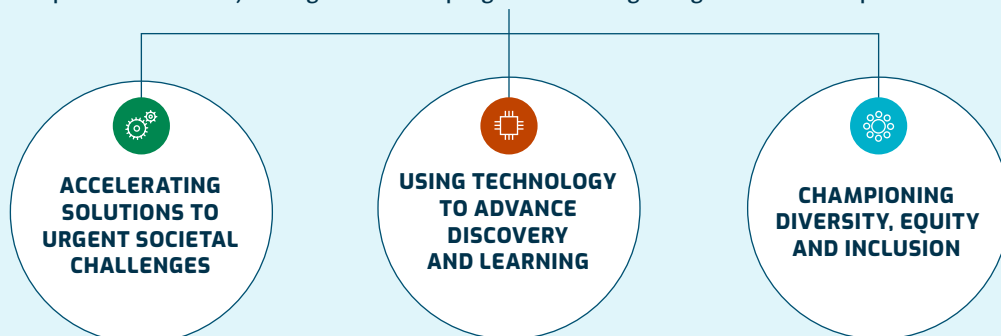 ACCELERATING
SOLUTIONS TO
URGENT SOCIETAL
CHALLENGES
USING TECHNOLOGY
TO ADVANCE
DISCOVERY
AND LEARNING
CHAMPIONING
DIVERSITY, EQUITY
AND INCLUSION